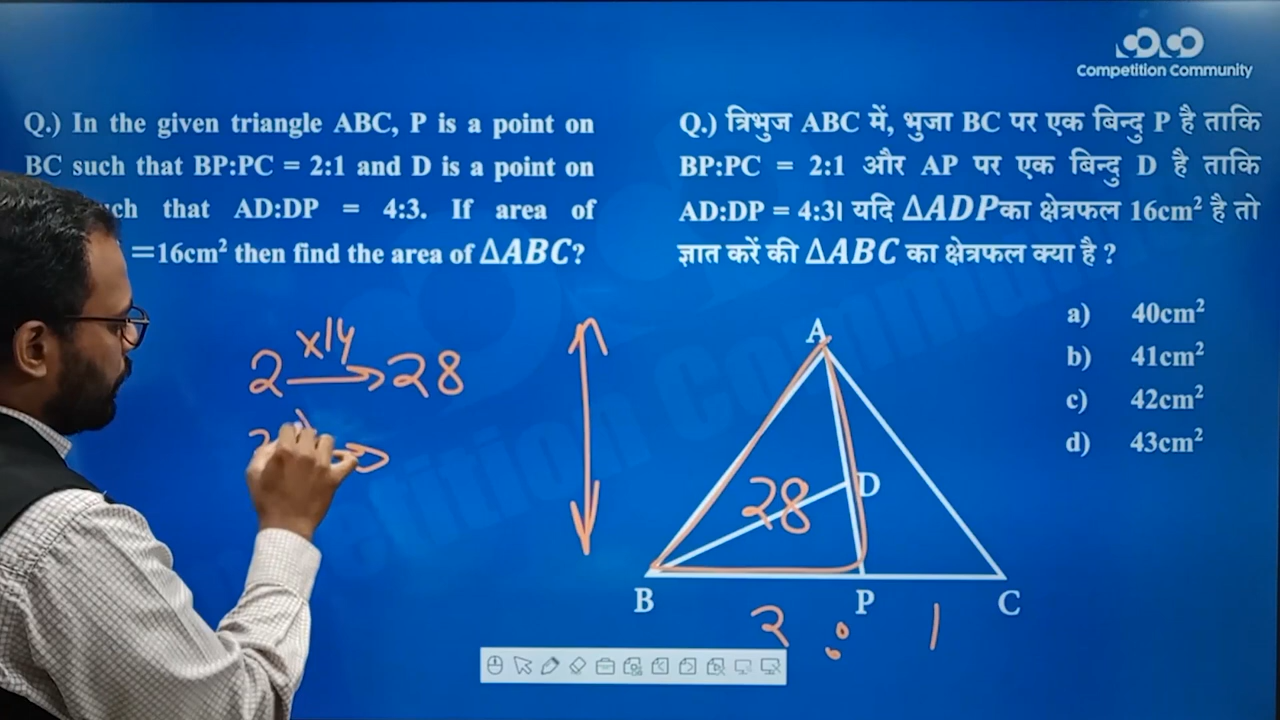 Competition Community
Q.) In the given triangle ABC, P is a point on
BC such that BP:PC = 2:1 and D is a point on
such that AD:DP = 4:3. If area of
=16cm² then find the area of ΔABC?
Q.) त्रिभुज ABC में, भुजा BC पर एक बिन्दु P है ताकि
BP:PC = 2:1 और AP पर एक बिन्दु D है ताकि
AD:DP = 4:3। यदि ΔADPका क्षेत्रफल 16cm² है तो
ज्ञात करें की ΔABC का क्षेत्रफल क्या है ?
a) 40cm²
b) 41cm²
c) 42cm²
d) 43cm²
×14
2 → 28
A
D
28
B
P
C
2 : 1